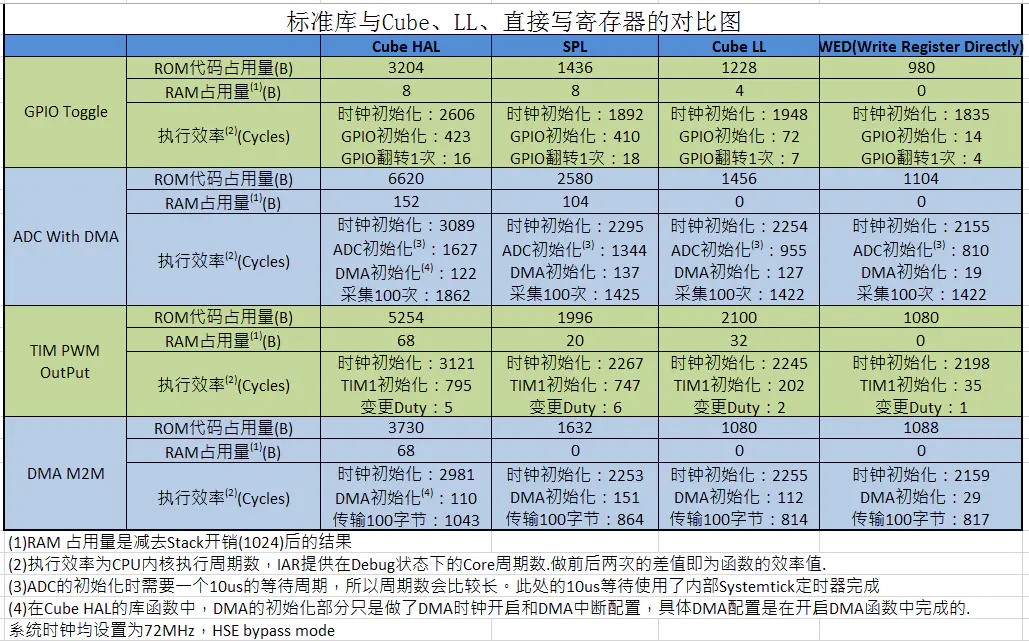 标准库与Cube、LL、直接写寄存器的对比图
Cube HAL SPL Cube LL WED(Write Register Directly)
GPIO Toggle
ROM代码占用量(B) 3204 1436 1228 980
RAM占用量(1)(B) 8 8 4 0
执行效率(2)(Cycles)
时钟初始化：2606 时钟初始化：1892 时钟初始化：1948 时钟初始化：1835
GPIO初始化：423 GPIO初始化：410 GPIO初始化：72 GPIO初始化：14
GPIO翻转1次：16 GPIO翻转1次：18 GPIO翻转1次：7 GPIO翻转1次：4
ADC With DMA
ROM代码占用量(B) 6620 2580 1456 1104
RAM占用量(1)(B) 152 104 0 0
执行效率(2)(Cycles)
时钟初始化：3089 时钟初始化：2295 时钟初始化：2254 时钟初始化：2155
ADC初始化(3)：1627 ADC初始化(3)：1344 ADC初始化(3)：955 ADC初始化(3)：810
DMA初始化(4)：122 DMA初始化：137 DMA初始化：127 DMA初始化：19
采集100次：1862 采集100次：1425 采集100次：1422 采集100次：1422
TIM PWM
OutPut
ROM代码占用量(B) 5254 1996 2100 1080
RAM占用量(1)(B) 68 20 32 0
执行效率(2)(Cycles)
时钟初始化：3121 时钟初始化：2267 时钟初始化：2245 时钟初始化：2198
TIM1初始化：795 TIM1初始化：747 TIM1初始化：202 TIM1初始化：35
变更Duty：5 变更Duty：6 变更Duty：2 变更Duty：1
DMA M2M
ROM代码占用量(B) 3730 1632 1080 1088
RAM占用量(1)(B) 68 0 0 0
执行效率(2)(Cycles)
时钟初始化：2981 时钟初始化：2253 时钟初始化：2255 时钟初始化：2159
DMA初始化(4)：110 DMA初始化：151 DMA初始化：112 DMA初始化：29
传输100字节：1043 传输100字节：864 传输100字节：814 传输100字节：817
(1)RAM 占用量是减去Stack开销(1024)后的结果
(2)执行效率为CPU内核执行周期数，IAR提供在Debug状态下的Core周期数.做前后两次的差值即为函数的效率值.
(3)ADC的初始化时需要一个10us的等待周期，所以周期数会比较长。此处的10us等待使用了内部Systemtick定时器完成
(4)在Cube HAL的库函数中，DMA的初始化部分只是做了DMA时钟开启和DMA中断配置，具体DMA配置是在开启DMA函数中完成的.
系统时钟均设置为72MHz，HSE bypass mode